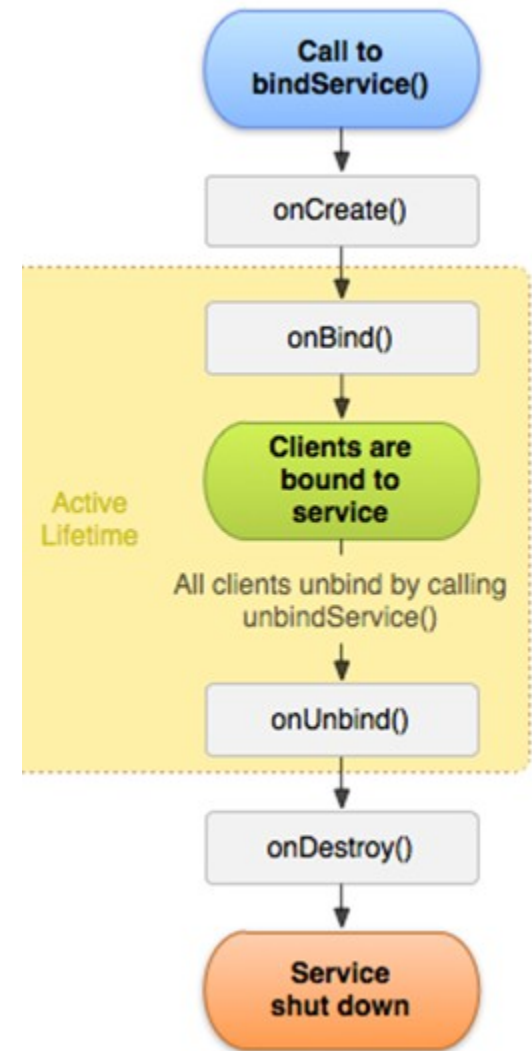 Call to
bindService()
onCreate()
onBind()
Clients are
bound to
service
Active
Lifetime
All clients unbind by calling
unbindService()
onUnbind()
onDestroy()
Service
shut down